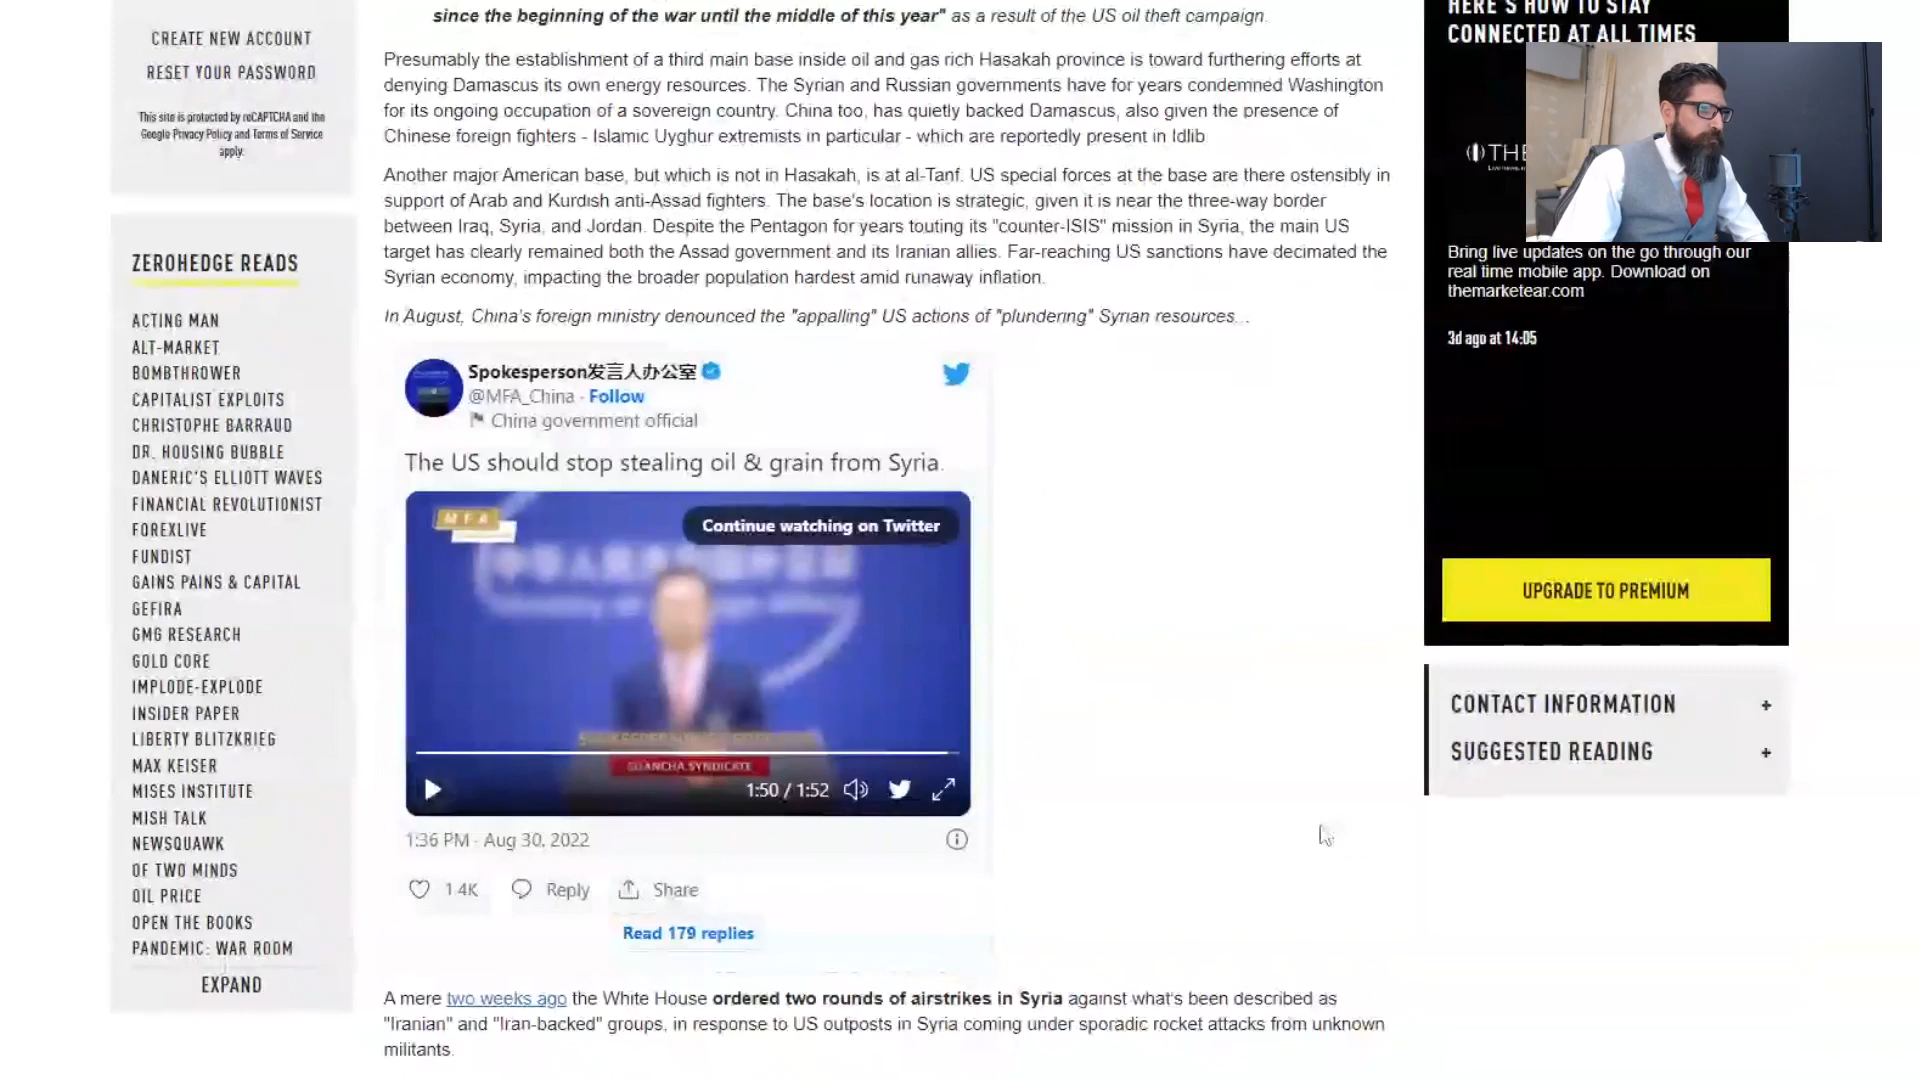 since the beginning of the war until the middle of this year" as a result of the US oil theft campaign.
CREATE NEW ACCOUNT
RESET YOUR PASSWORD
This site is protected by reCAPTCHA and the
Google Privacy Policy and Terms of Service
apply.
Presumably the establishment of a third main base inside oil and gas rich Hasakah province is toward furthering efforts at
denying Damascus its own energy resources. The Syrian and Russian governments have for years condemned Washington
for its ongoing occupation of a sovereign country. China too, has quietly backed Damascus, also given the presence of
Chinese foreign fighters - Islamic Uyghur extremists in particular - which are reportedly present in Idlib
Another major American base, but which is not in Hasakah, is at al-Tanf. US special forces at the base are there ostensibly in
support of Arab and Kurdish anti-Assad fighters. The base's location is strategic, given it is near the three-way border
between Iraq, Syria, and Jordan. Despite the Pentagon for years touting its "counter-ISIS" mission in Syria, the main US
target has clearly remained both the Assad government and its Iranian allies. Far-reaching US sanctions have decimated the
Syrian economy, impacting the broader population hardest amid runaway inflation.
In August, China's foreign ministry denounced the "appalling" US actions of "plundering" Syrian resources...
ZEROHEDGE READS
ACTING MAN
ALT-MARKET
BOMBTHROWER
CAPITALIST EXPLOITS
CHRISTOPHE BARRAUD
DR. HOUSING BUBBLE
DANERIC'S ELLIOTT WAVES
FINANCIAL REVOLUTIONIST
FOREXLIVE
FUNDIST
GAINS PAINS & CAPITAL
GEFIRA
GMG RESEARCH
GOLD CORE
IMPLODE-EXPLODE
INSIDER PAPER
LIBERTY BLITZKRIEG
MAX KEISER
MISES INSTITUTE
MISH TALK
NEWSQUAWK
OF TWO MINDS
OIL PRICE
OPEN THE BOOKS
PANDEMIC: WAR ROOM
EXPAND
Spokesperson发言人办公室
@MFA_China · Follow
China government official
The US should stop stealing oil & grain from Syria.
MFA
Continue watching on Twitter
GUANCHA.SYNDICATE
1:50 / 1:52
1:36 PM · Aug 30, 2022
1.4K Reply Share
Read 179 replies
A mere two weeks ago the White House ordered two rounds of airstrikes in Syria against what's been described as
"Iranian" and "Iran-backed" groups, in response to US outposts in Syria coming under sporadic rocket attacks from unknown
militants.
HERE'S HOW TO STAY
CONNECTED AT ALL TIMES
THE
Bring live updates on the go through our
real time mobile app. Download on
themarketear.com
3d ago at 14:05
UPGRADE TO PREMIUM
CONTACT INFORMATION +
SUGGESTED READING +